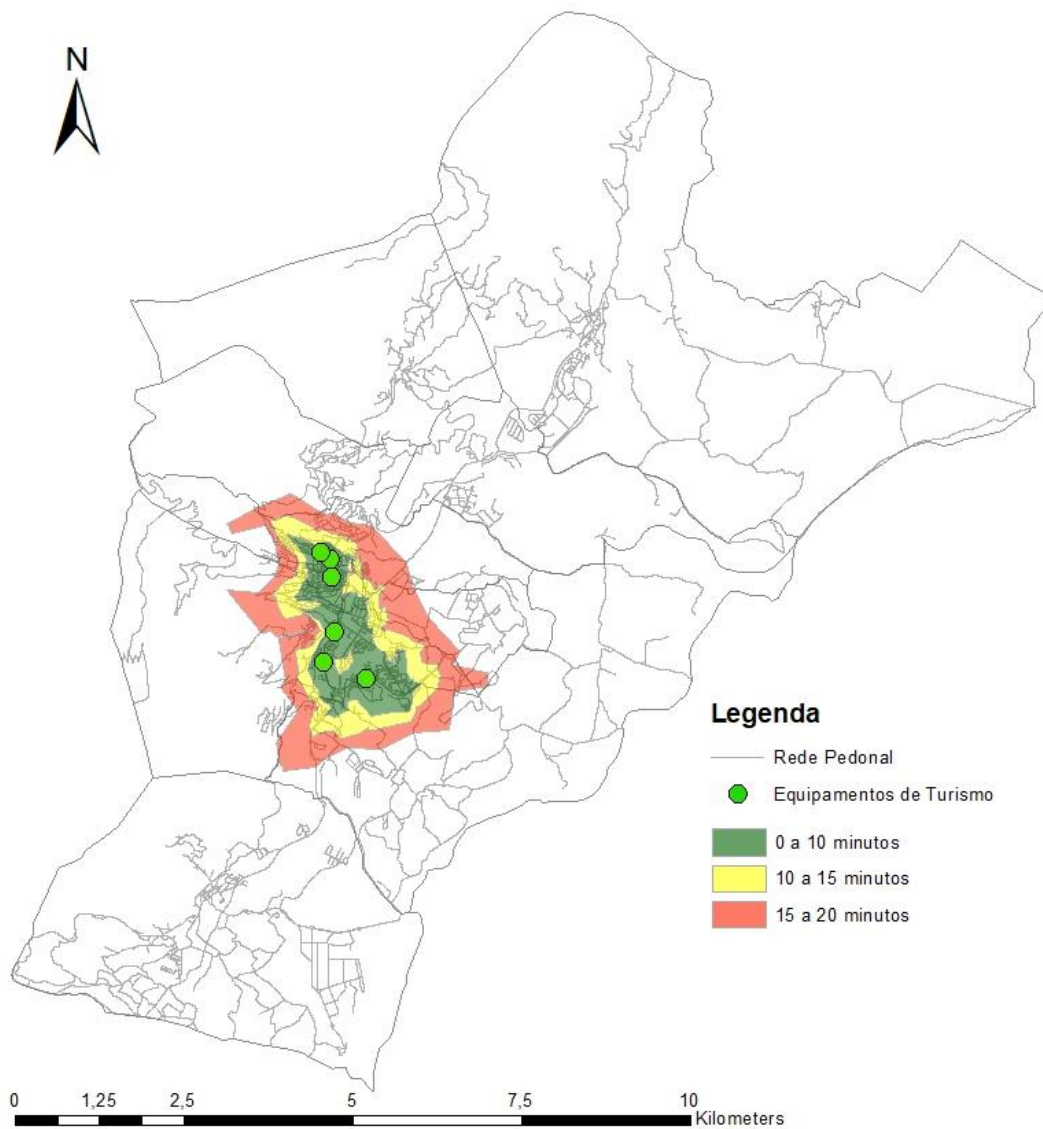 N
Legenda
Rede Pedonal
Equipamentos de Turismo
0 a 10 minutos
10 a 15 minutos
15 a 20 minutos
0 1,25 2,5 5 7,5 10
Kilometers